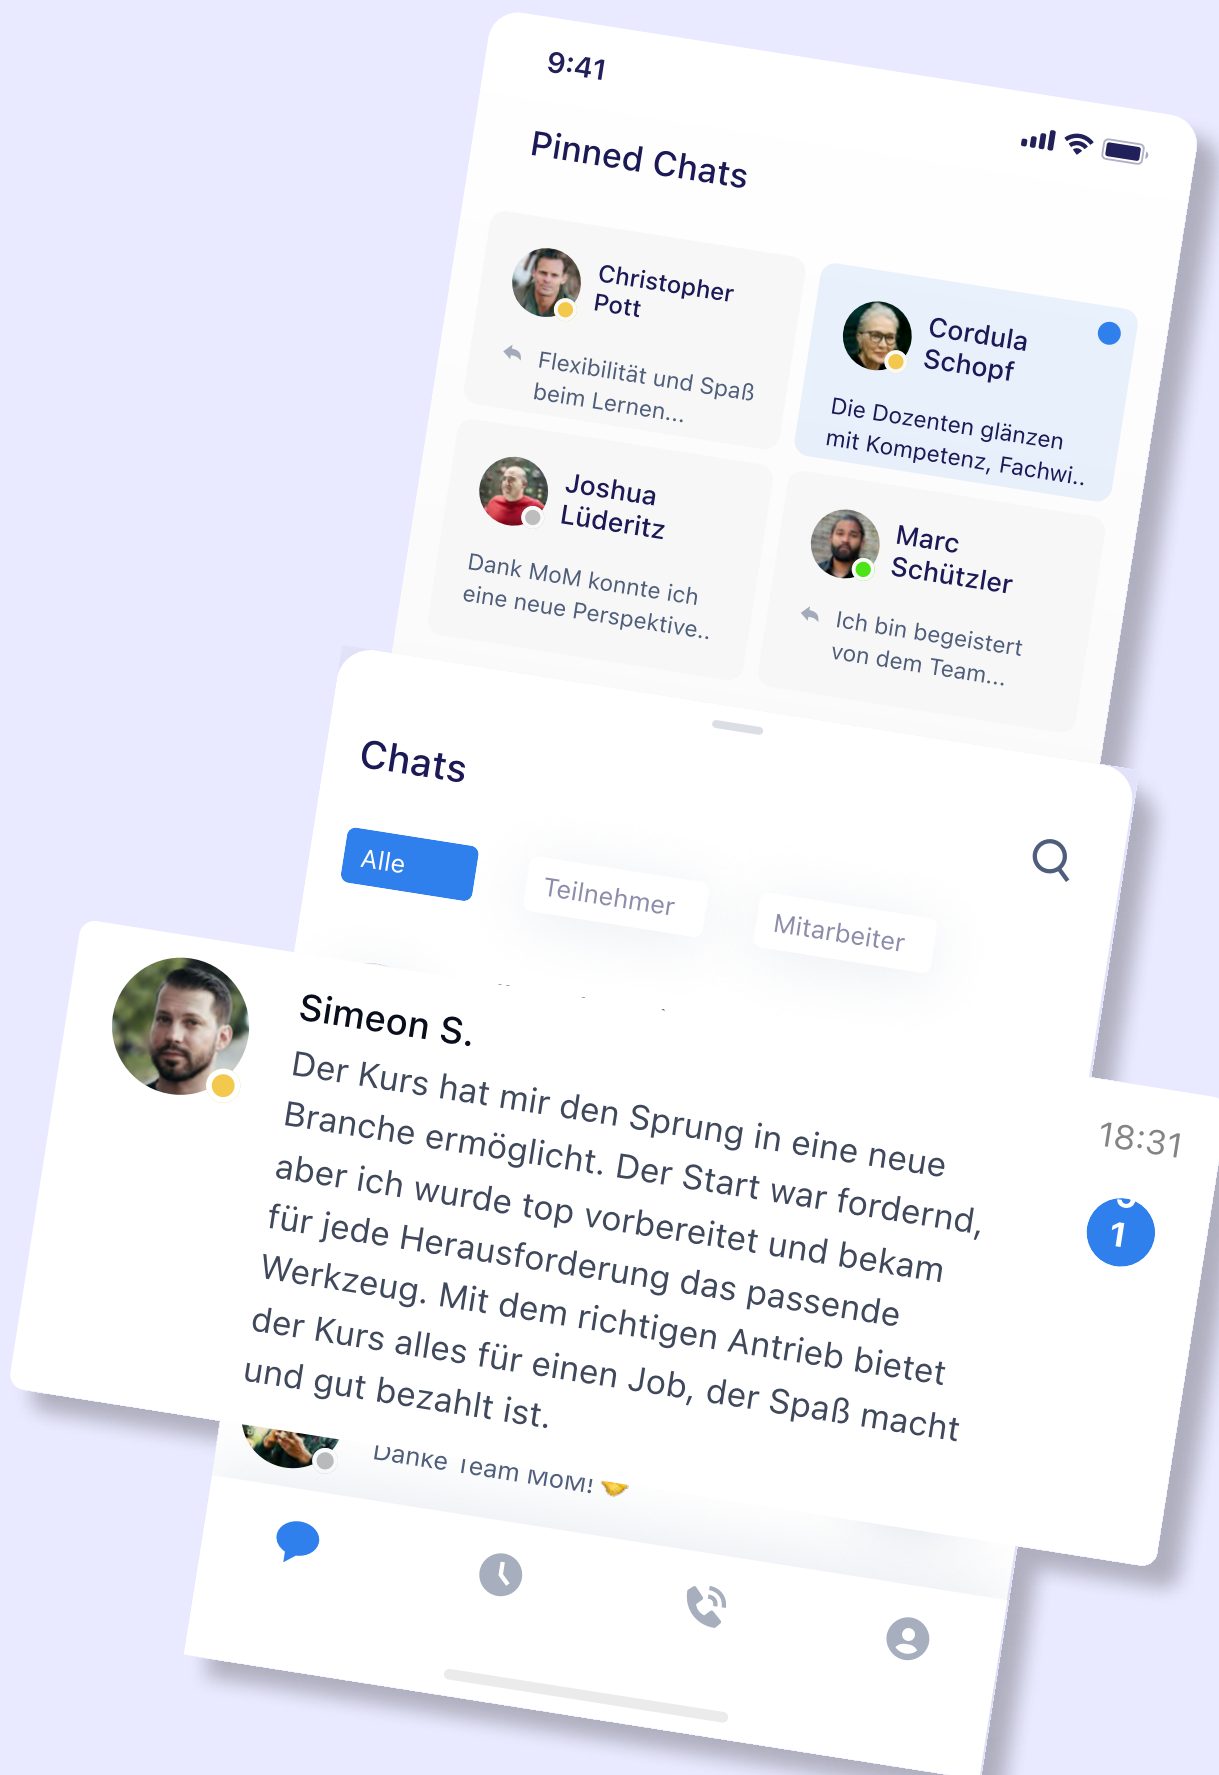 9:41
Pinned Chats
Christopher
Pott
Flexibilität und Spaß
beim Lernen...
Cordula
Schopf
Die Dozenten glänzen
mit Kompetenz, Fachwi..
Joshua
Lüderitz
Dank MoM konnte ich
eine neue Perspektive..
Marc
Schützler
Ich bin begeistert
von dem Team...
Chats
Alle
Teilnehmer
Mitarbeiter
Simeon S.
18:31
Der Kurs hat mir den Sprung in eine neue
Branche ermöglicht. Der Start war fordernd,
1
aber ich wurde top vorbereitet und bekam
für jede Herausforderung das passende
Werkzeug. Mit dem richtigen Antrieb bietet
der Kurs alles für einen Job, der Spaß macht
und gut bezahlt ist.
Danke Team MoM! 🤝